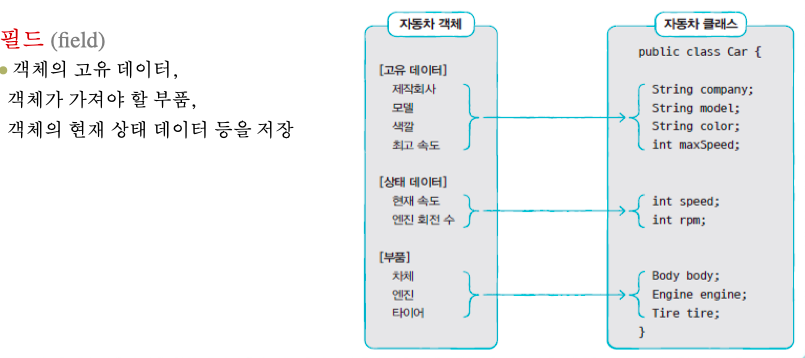 필드 (field)
객체의 고유 데이터,
객체가 가져야 할 부품,
객체의 현재 상태 데이터 등을 저장
자동차 객체
[고유 데이터]
제작회사
모델
색깔
최고 속도
[상태 데이터]
현재 속도
엔진 회전 수
[부품]
차체
엔진
타이어
자동차 클래스
public class Car {
String company;
String model;
String color;
int maxSpeed;
int speed;
int rpm;
Body body;
Engine engine;
Tire tire;
}